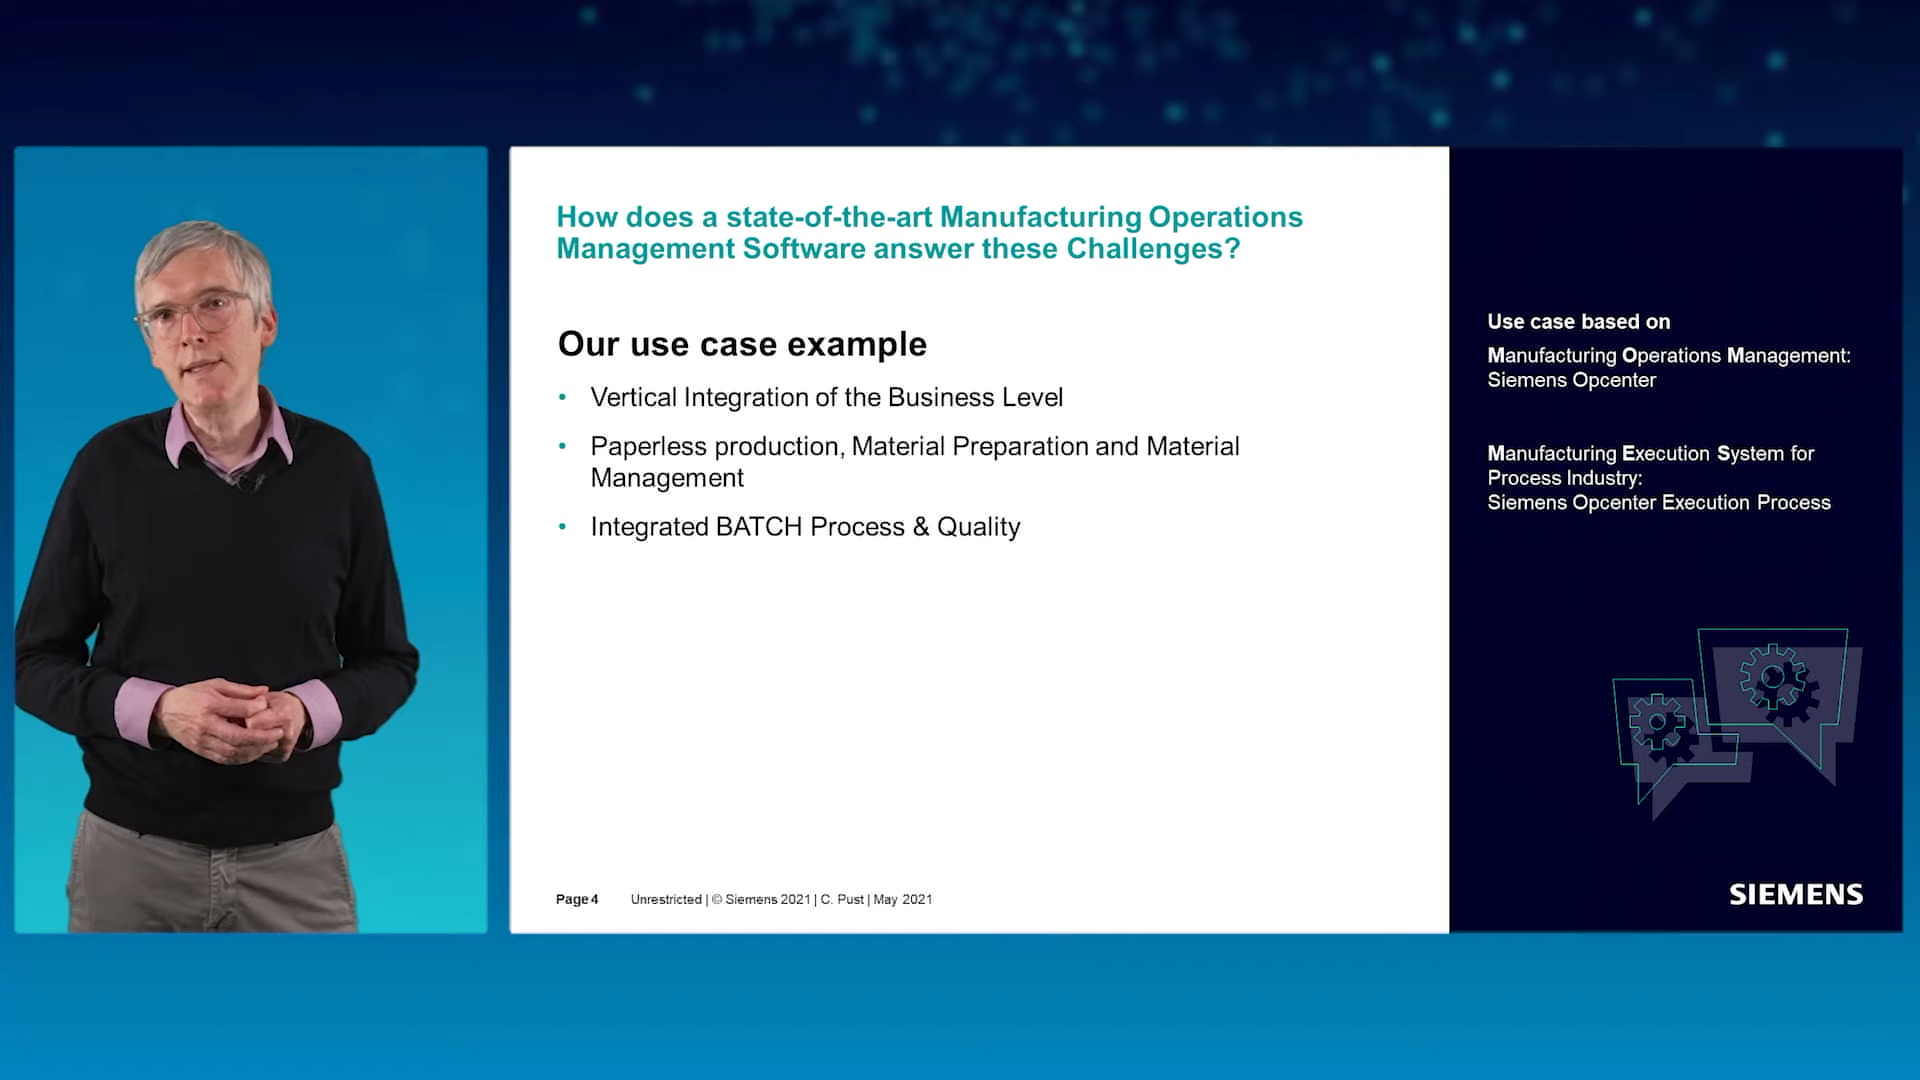 How does a state-of-the-art Manufacturing Operations
Management Software answer these Challenges?
Our use case example
• Vertical Integration of the Business Level
• Paperless production, Material Preparation and Material
Management
• Integrated BATCH Process & Quality
Page 4 Unrestricted | © Siemens 2021 | C. Pust | May 2021
Use case based on
Manufacturing Operations Management:
Siemens Opcenter
Manufacturing Execution System for
Process Industry:
Siemens Opcenter Execution Process
SIEMENS